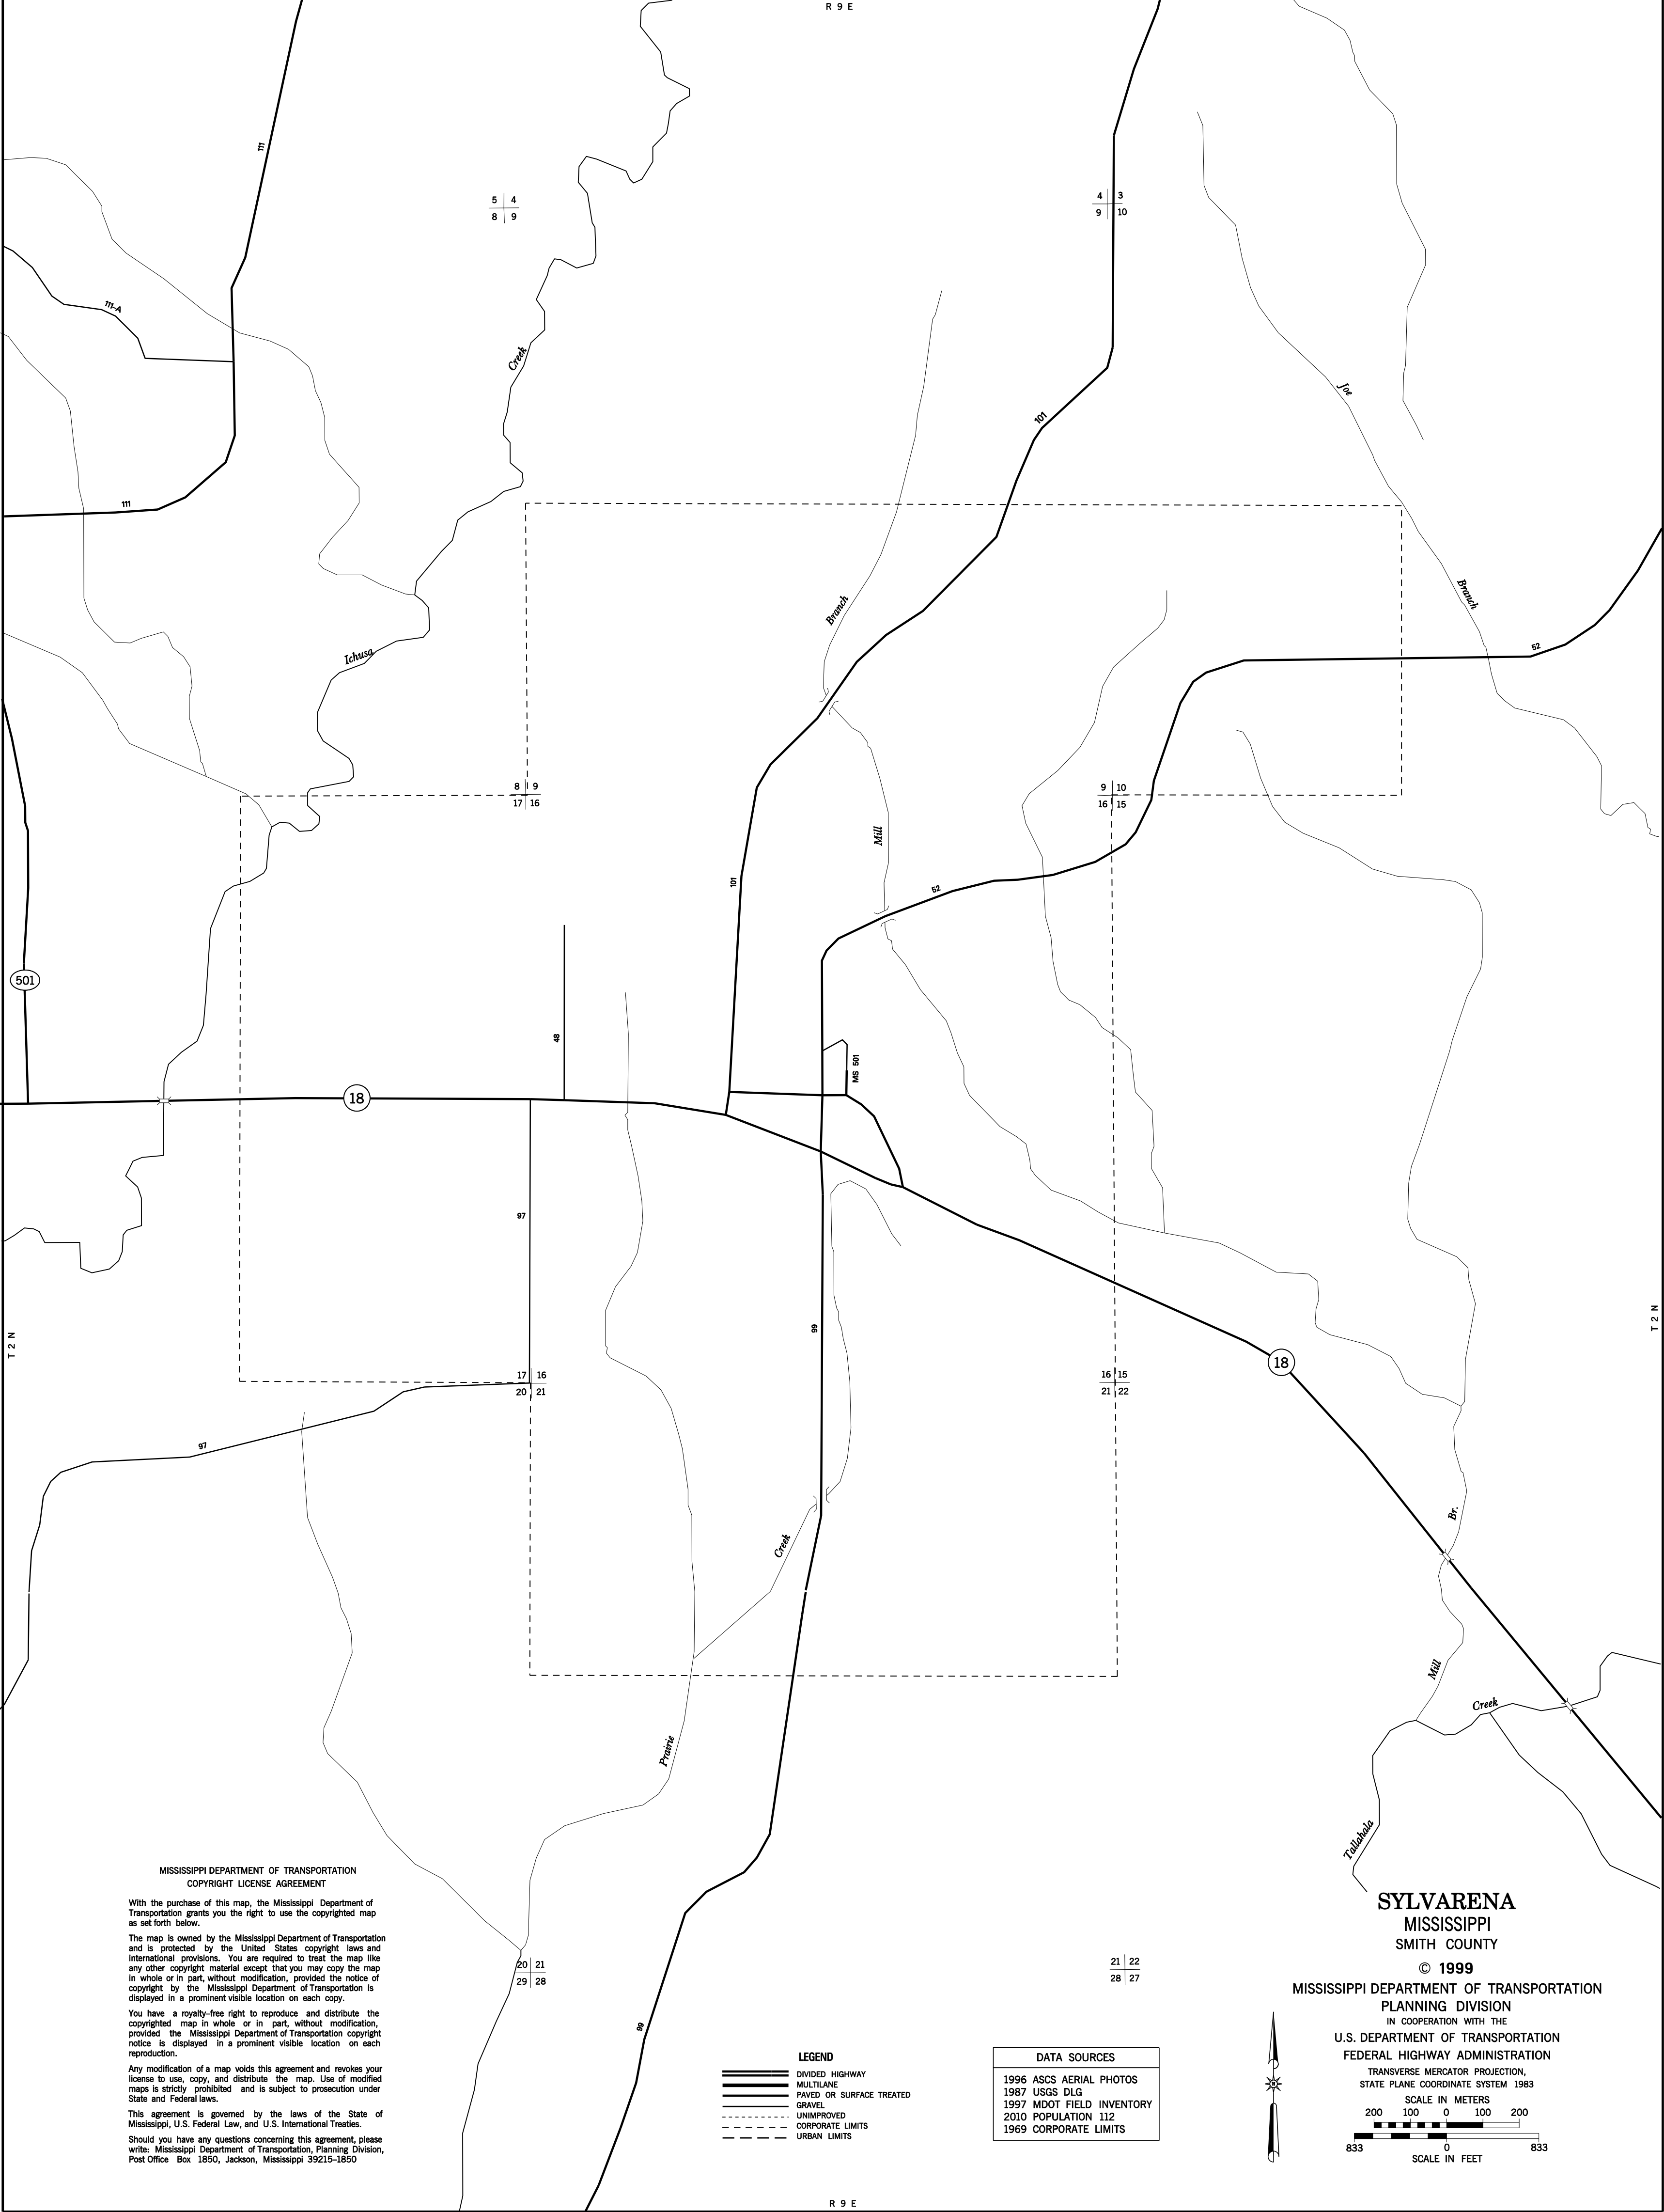 R 9 E
111
5 4
8 9
4 3
9 10
111-A
Creek
Joe
101
111
Branch
Branch
Ichusa
52
8 9
17 16
9 10
16 15
Mill
101
52
501
48
MS 501
18
97
99
T 2 N
T 2 N
18
17 16
20 21
16 15
21 22
97
Br.
Creek
Mill
Creek
Prairie
Tallahala
MISSISSIPPI DEPARTMENT OF TRANSPORTATION
COPYRIGHT LICENSE AGREEMENT
With the purchase of this map, the Mississippi Department of
Transportation grants you the right to use the copyrighted map
as set forth below.
The map is owned by the Mississippi Department of Transportation
and is protected by the United States copyright laws and
international provisions. You are required to treat the map like
any other copyright material except that you may copy the map
in whole or in part, without modification, provided the notice of
copyright by the Mississippi Department of Transportation is
displayed in a prominent visible location on each copy.
You have a royalty-free right to reproduce and distribute the
copyrighted map in whole or in part, without modification,
provided the Mississippi Department of Transportation copyright
notice is displayed in a prominent visible location on each
reproduction.
Any modification of a map voids this agreement and revokes your
license to use, copy, and distribute the map. Use of modified
maps is strictly prohibited and is subject to prosecution under
State and Federal laws.
This agreement is governed by the laws of the State of
Mississippi, U.S. Federal Law, and U.S. International Treaties.
Should you have any questions concerning this agreement, please
write: Mississippi Department of Transportation, Planning Division,
Post Office Box 1850, Jackson, Mississippi 39215-1850
20 21
29 28
21 22
28 27
99
LEGEND
DIVIDED HIGHWAY
MULTILANE
PAVED OR SURFACE TREATED
GRAVEL
UNIMPROVED
CORPORATE LIMITS
URBAN LIMITS
DATA SOURCES
1996 ASCS AERIAL PHOTOS
1987 USGS DLG
1997 MDOT FIELD INVENTORY
2010 POPULATION 112
1969 CORPORATE LIMITS
SYLVARENA
MISSISSIPPI
SMITH COUNTY
© 1999
MISSISSIPPI DEPARTMENT OF TRANSPORTATION
PLANNING DIVISION
IN COOPERATION WITH THE
U.S. DEPARTMENT OF TRANSPORTATION
FEDERAL HIGHWAY ADMINISTRATION
TRANSVERSE MERCATOR PROJECTION,
STATE PLANE COORDINATE SYSTEM 1983
SCALE IN METERS
200 100 0 100 200
833 0 833
SCALE IN FEET
R 9 E